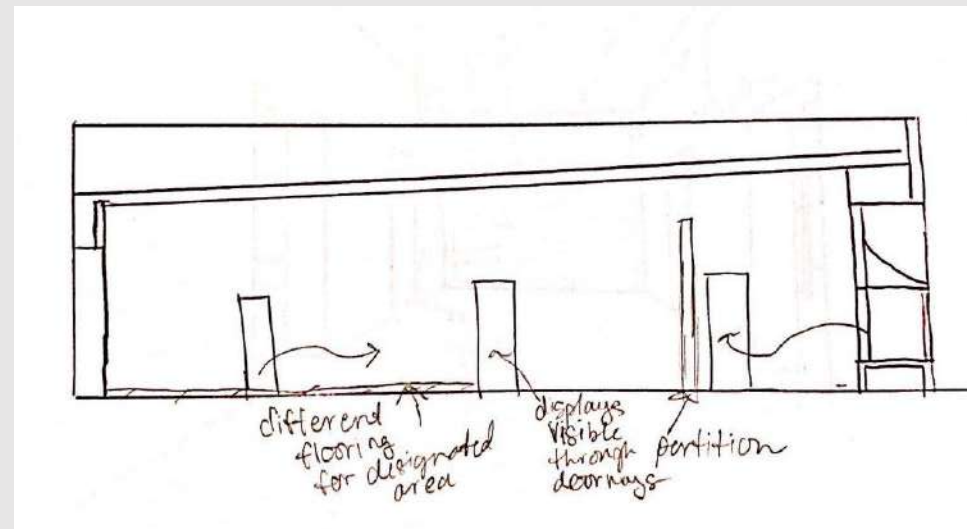 different
flooring
for designated
area
displays
visible
through
doorways
partition